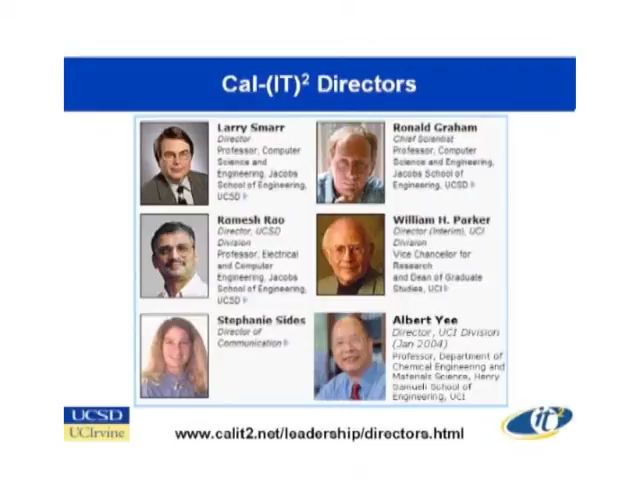 Cal-(IT)² Directors
Larry Smarr
Director
Professor, Computer
Science and
Engineering, Jacobs
School of Engineering,
UCSD
Ronald Graham
Chief Scientist
Professor, Computer
Science and Engineering,
Jacobs School of
Engineering, UCSD
Ramesh Rao
Director, UCSD
Division
Professor, Electrical
and Computer
Engineering, Jacobs
School of Engineering,
UCSD
William H. Parker
Director (Interim), UCI
Division
Vice Chancellor for
Research
and Dean of Graduate
Studies, UCI
Stephanie Sides
Director of
Communication
Albert Yee
Director, UCI Division
(Jan 2004)
Professor, Department of
Chemical Engineering and
Materials Science, Henry
Samueli School of
Engineering, UCI
UCSD
UCIrvine
www.calit2.net/leadership/directors.html
it²